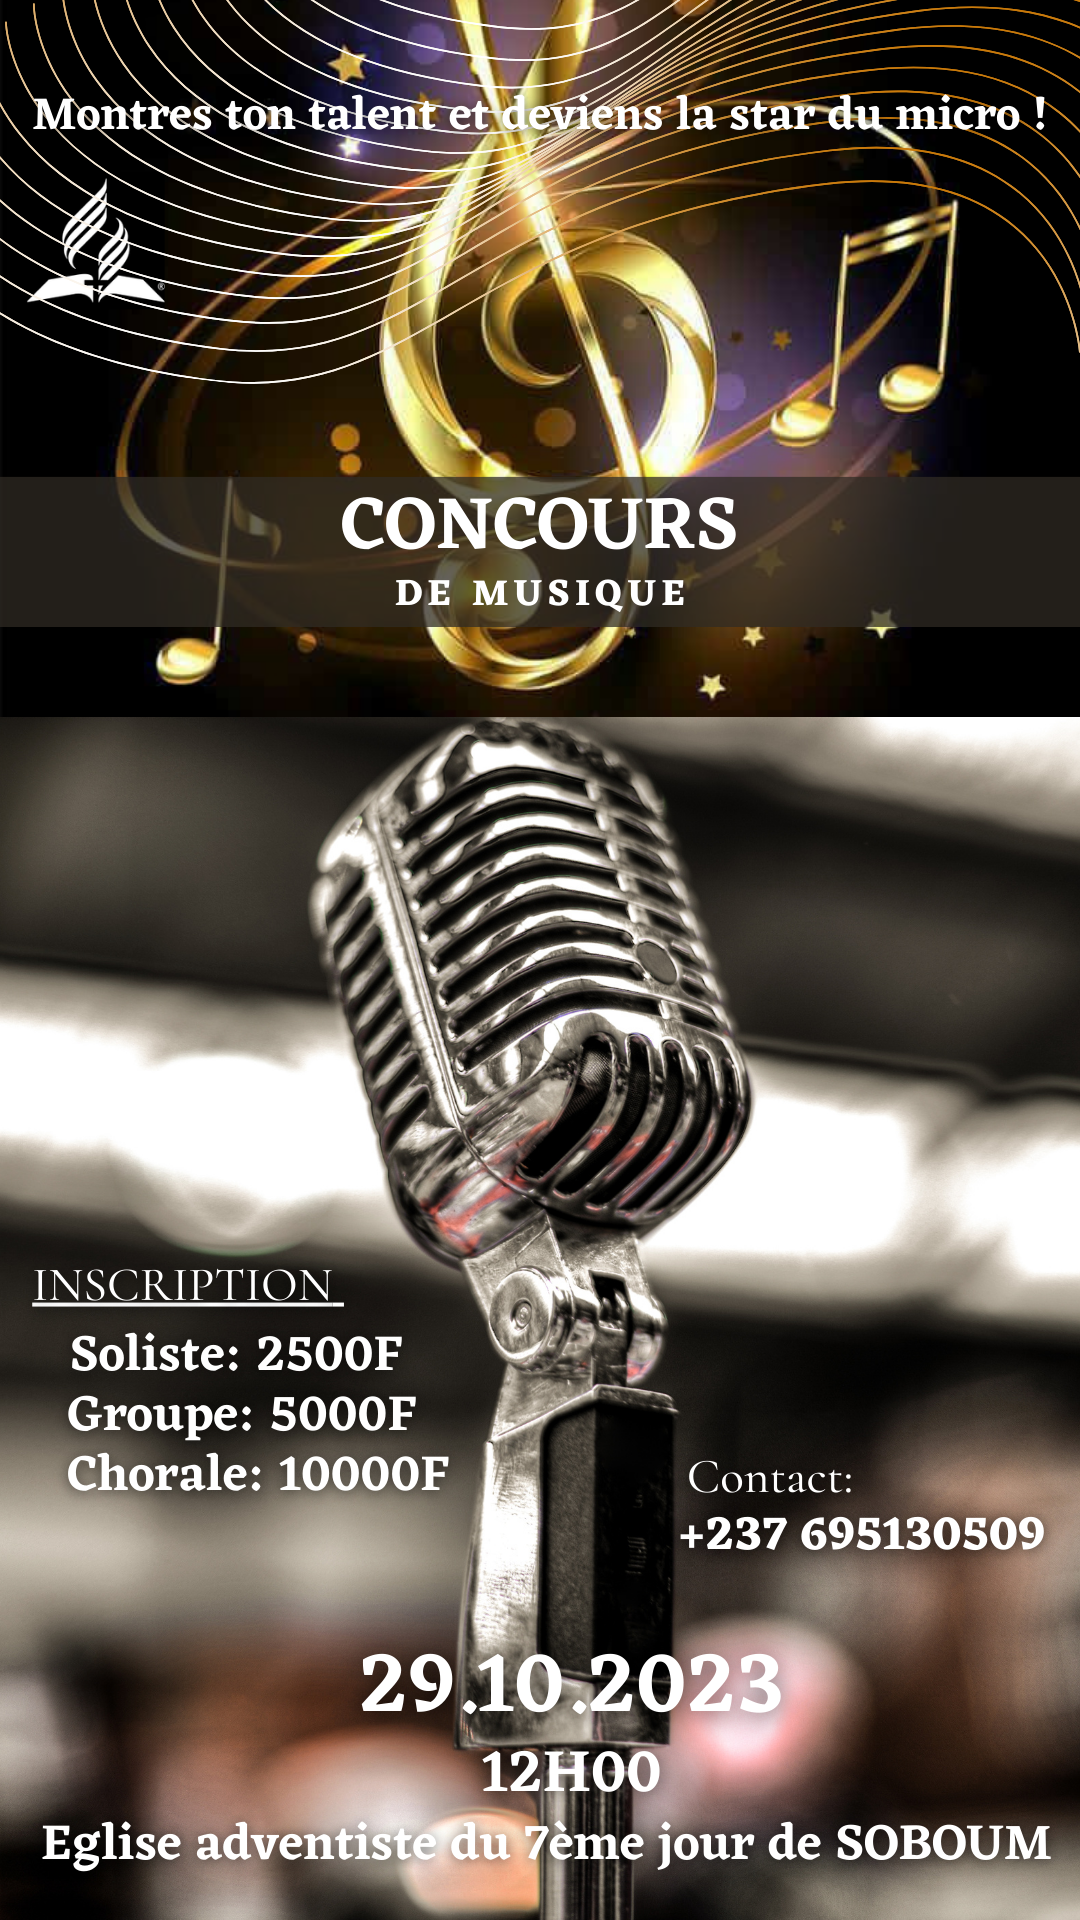 Montres ton talent et deviens la star du micro !
®
CONCOURS
DE MUSIQUE
INSCRIPTION
Soliste: 2500F
Groupe: 5000F
Chorale: 10000F
Contact:
+237 695130509
29.10.2023
12H00
Eglise adventiste du 7ème jour de SOBOUM